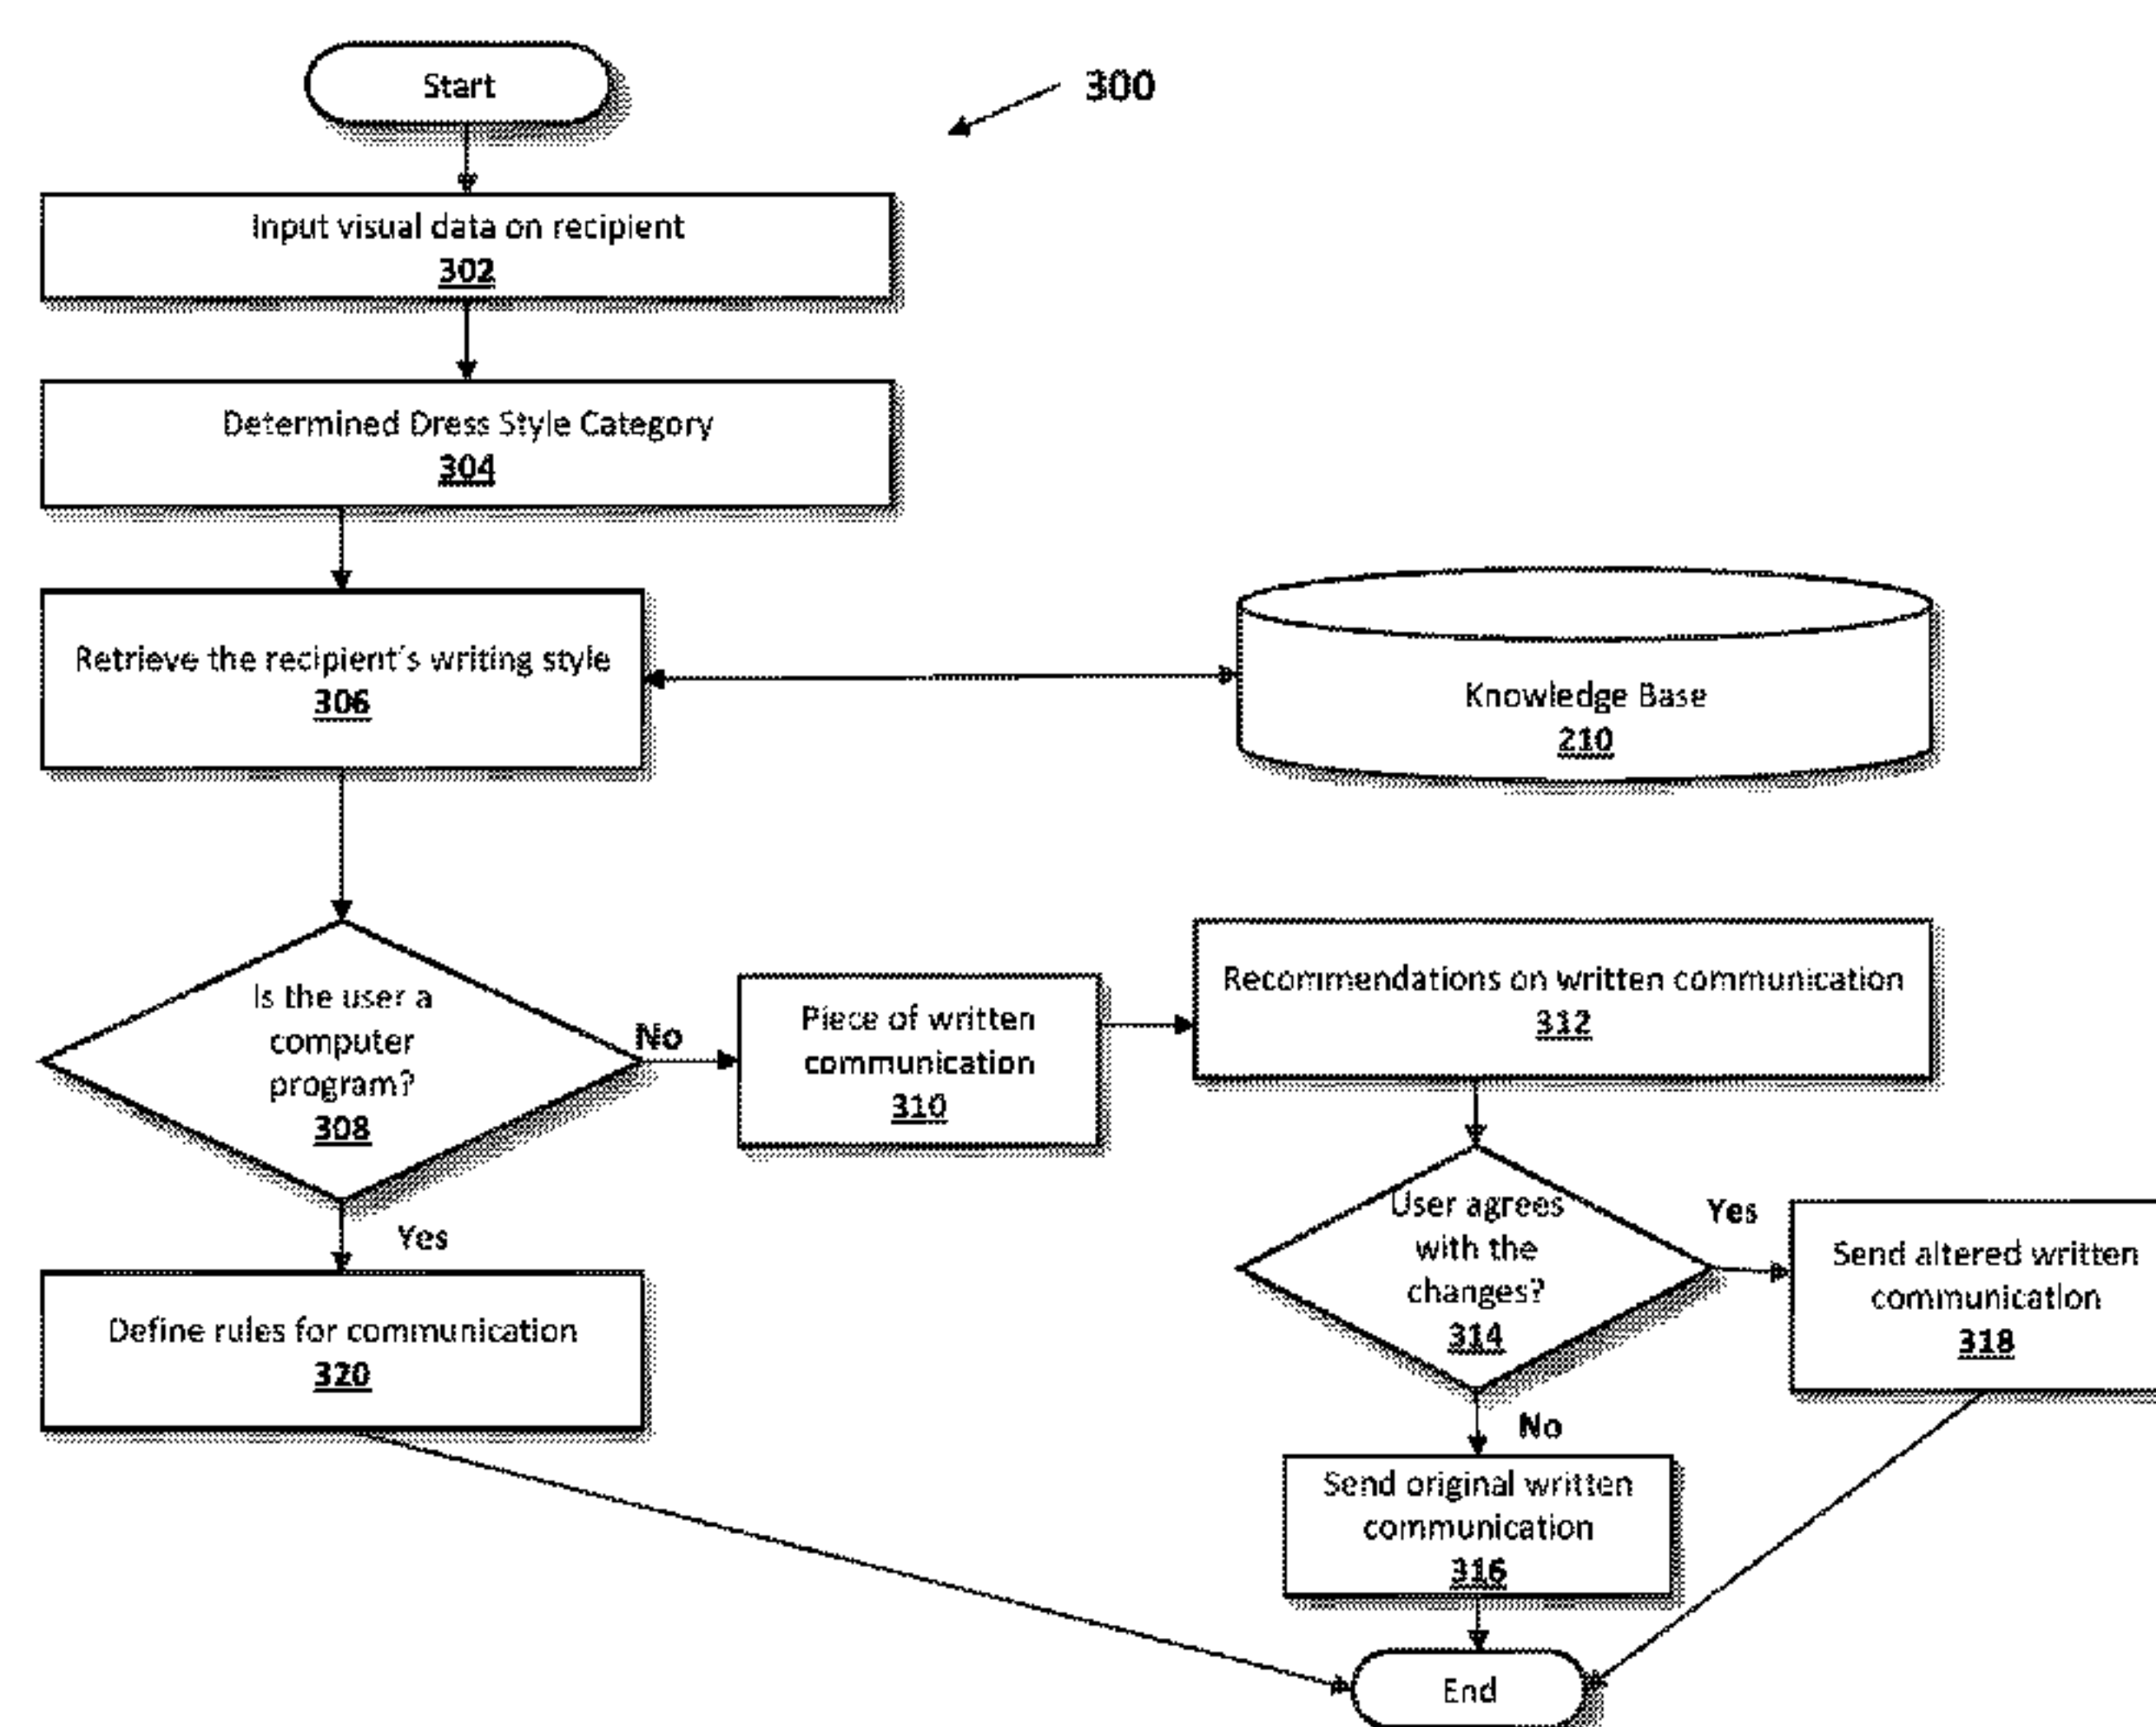 Start
300
Input visual data on recipient
302
Determined Dress Style Category
304
Retrieve the recipient's writing style
306
Knowledge Base
210
Is the user a
computer
program?
308
No
Piece of written
communication
310
Recommendations on written communication
312
User agrees
with the
changes?
314
Yes
Send altered written
communication
318
Yes
Define rules for communication
320
No
Send original written
communication
316
End